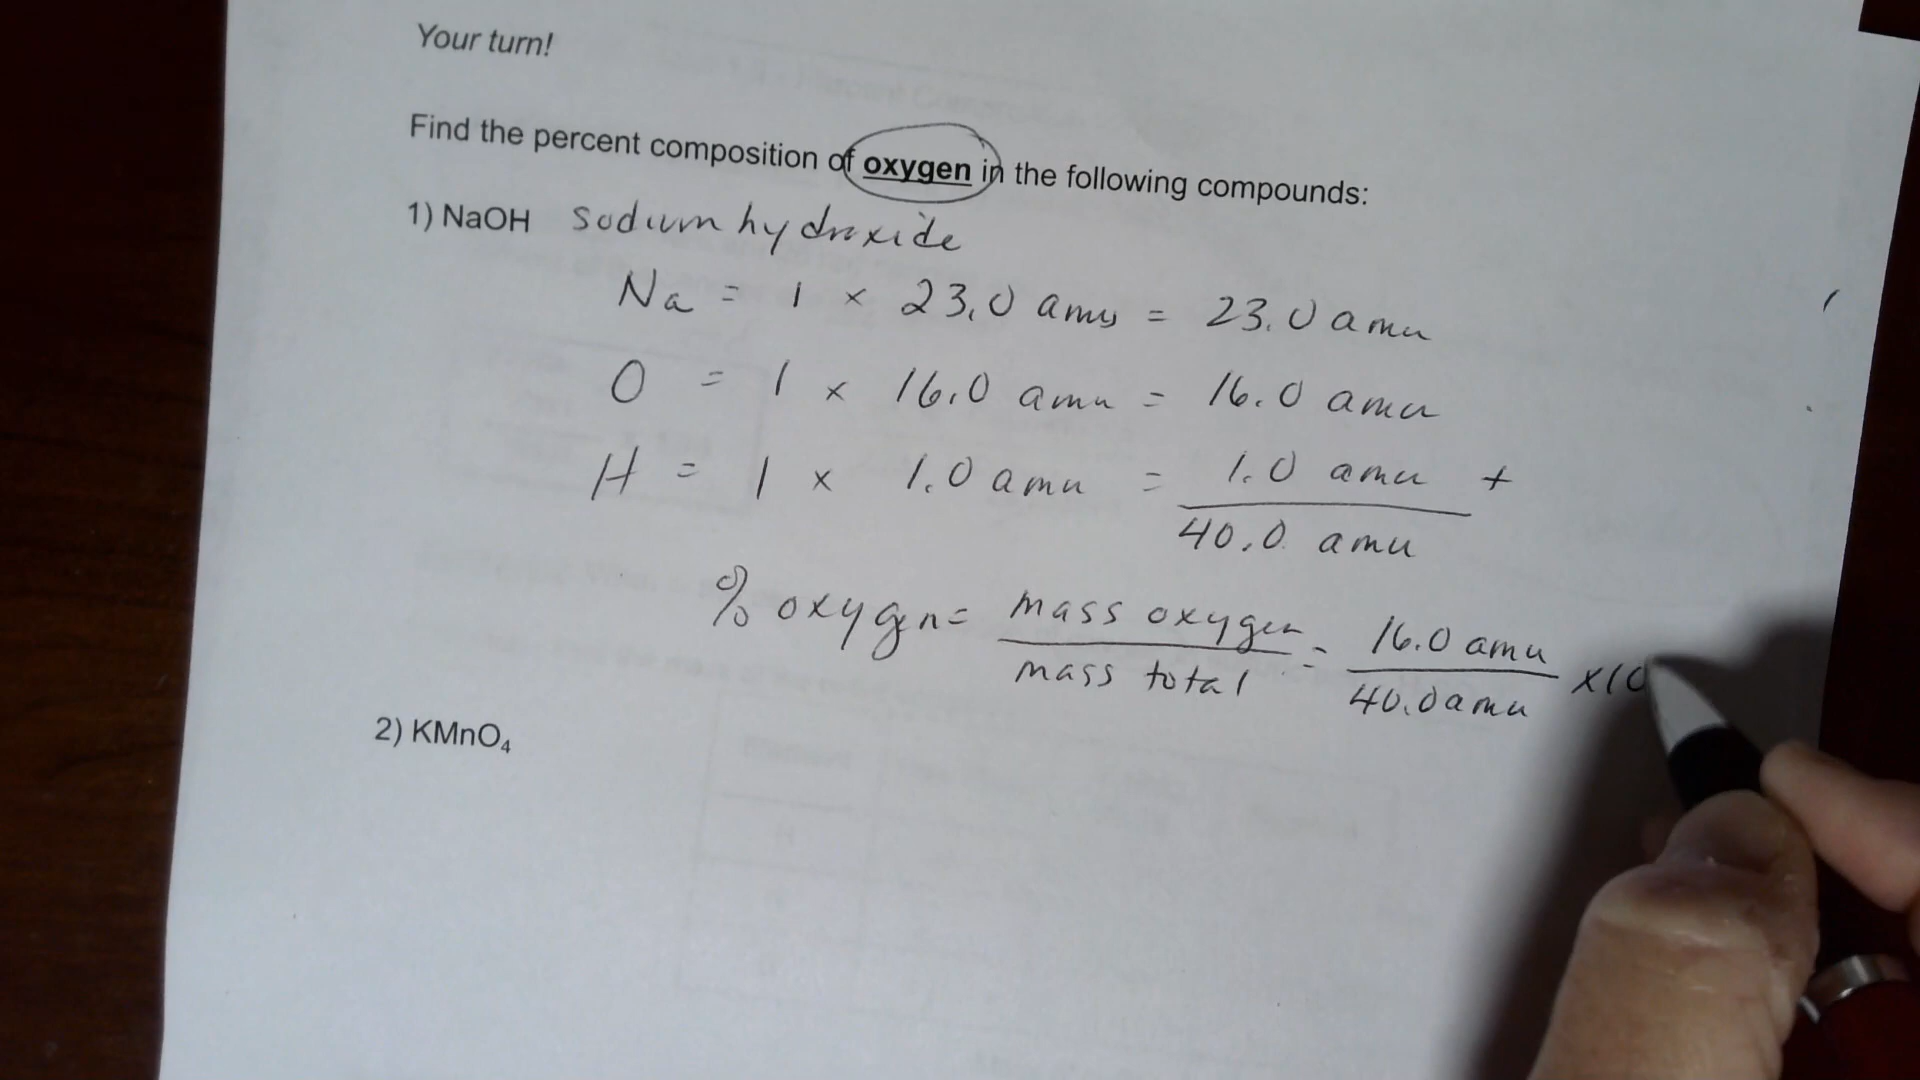 Your turn!
Find the percent composition of oxygen in the following compounds:
1) NaOH sodium hydroxide
Na = 1 × 23.0 amu = 23.0 amu
O = 1 × 16.0 amu = 16.0 amu
H = 1 × 1.0 amu = 1.0 amu +
40.0 amu
% oxygen = mass oxygen / mass total = 16.0 amu / 40.0 amu × 10
2) KMnO₄